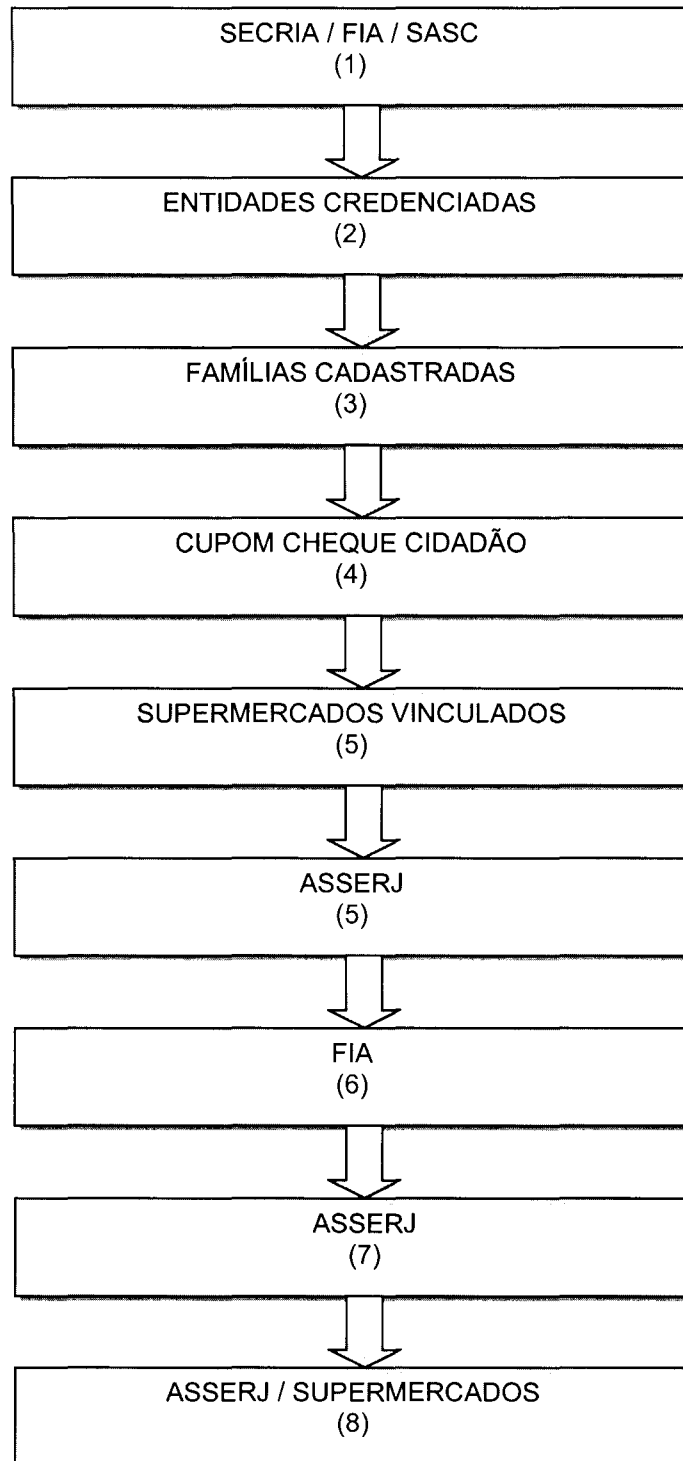 SECRIA / FIA / SASC
(1)
ENTIDADES CREDENCIADAS
(2)
FAMÍLIAS CADASTRADAS
(3)
CUPOM CHEQUE CIDADÃO
(4)
SUPERMERCADOS VINCULADOS
(5)
ASSERJ
(5)
FIA
(6)
ASSERJ
(7)
ASSERJ / SUPERMERCADOS
(8)